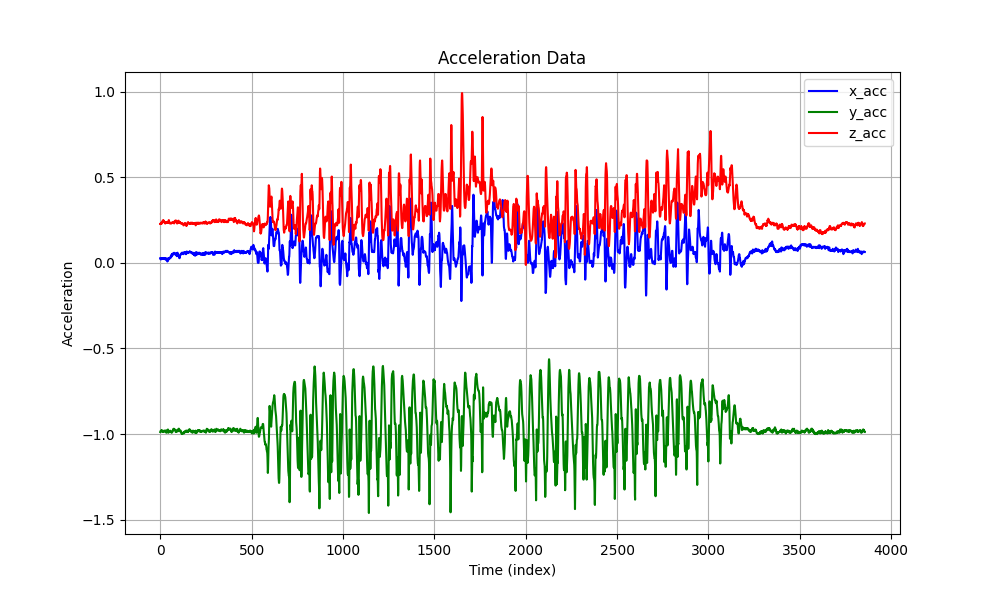 Acceleration Data
x_acc
y_acc
z_acc
1.0
0.5
0.0
−0.5
−1.0
−1.5
Acceleration
0 500 1000 1500 2000 2500 3000 3500 4000
Time (index)